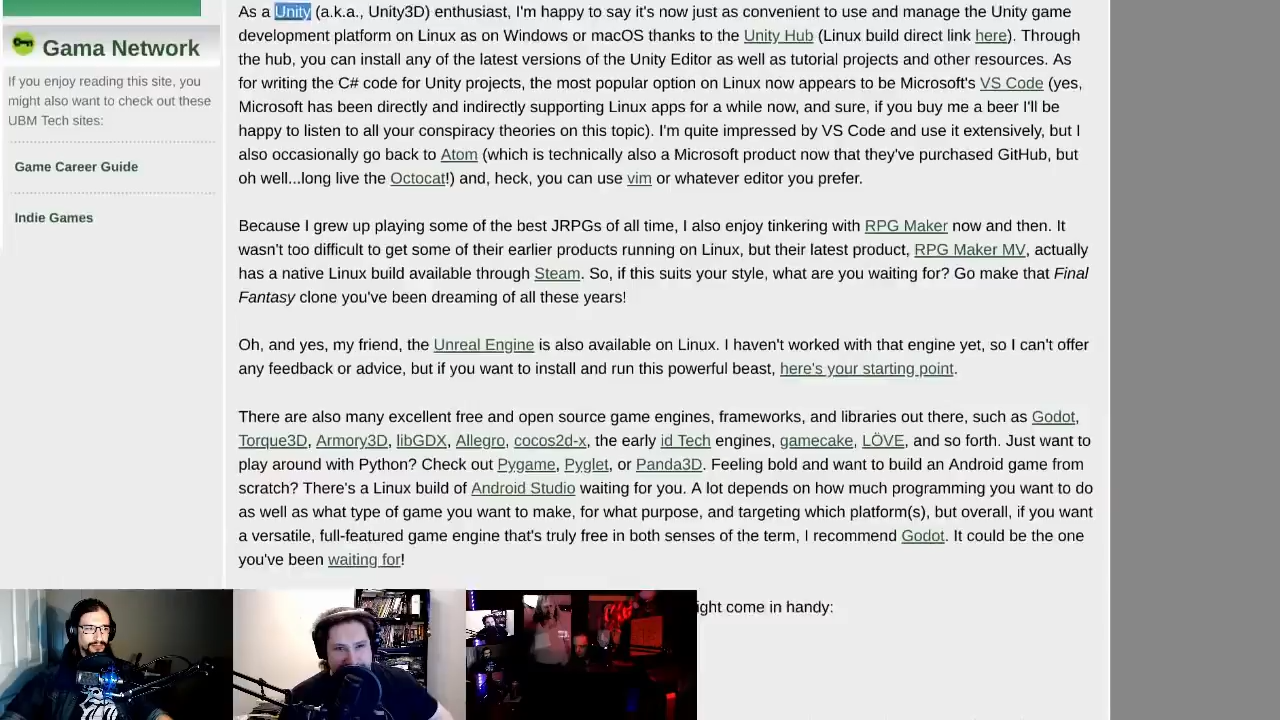 Gama Network
If you enjoy reading this site, you
might also want to check out these
UBM Tech sites:
Game Career Guide
Indie Games
As a Unity (a.k.a., Unity3D) enthusiast, I'm happy to say it's now just as convenient to use and manage the Unity game
development platform on Linux as on Windows or macOS thanks to the Unity Hub (Linux build direct link here). Through
the hub, you can install any of the latest versions of the Unity Editor as well as tutorial projects and other resources. As
for writing the C# code for Unity projects, the most popular option on Linux now appears to be Microsoft's VS Code (yes,
Microsoft has been directly and indirectly supporting Linux apps for a while now, and sure, if you buy me a beer I'll be
happy to listen to all your conspiracy theories on this topic). I'm quite impressed by VS Code and use it extensively, but I
also occasionally go back to Atom (which is technically also a Microsoft product now that they've purchased GitHub, but
oh well...long live the Octocat!) and, heck, you can use vim or whatever editor you prefer.
Because I grew up playing some of the best JRPGs of all time, I also enjoy tinkering with RPG Maker now and then. It
wasn't too difficult to get some of their earlier products running on Linux, but their latest product, RPG Maker MV, actually
has a native Linux build available through Steam. So, if this suits your style, what are you waiting for? Go make that Final
Fantasy clone you've been dreaming of all these years!
Oh, and yes, my friend, the Unreal Engine is also available on Linux. I haven't worked with that engine yet, so I can't offer
any feedback or advice, but if you want to install and run this powerful beast, here's your starting point.
There are also many excellent free and open source game engines, frameworks, and libraries out there, such as Godot,
Torque3D, Armory3D, libGDX, Allegro, cocos2d-x, the early id Tech engines, gamecake, LÖVE, and so forth. Just want to
play around with Python? Check out Pygame, Pyglet, or Panda3D. Feeling bold and want to build an Android game from
scratch? There's a Linux build of Android Studio waiting for you. A lot depends on how much programming you want to do
as well as what type of game you want to make, for what purpose, and targeting which platform(s), but overall, if you want
a versatile, full-featured game engine that's truly free in both senses of the term, I recommend Godot. It could be the one
you've been waiting for!
ight come in handy: